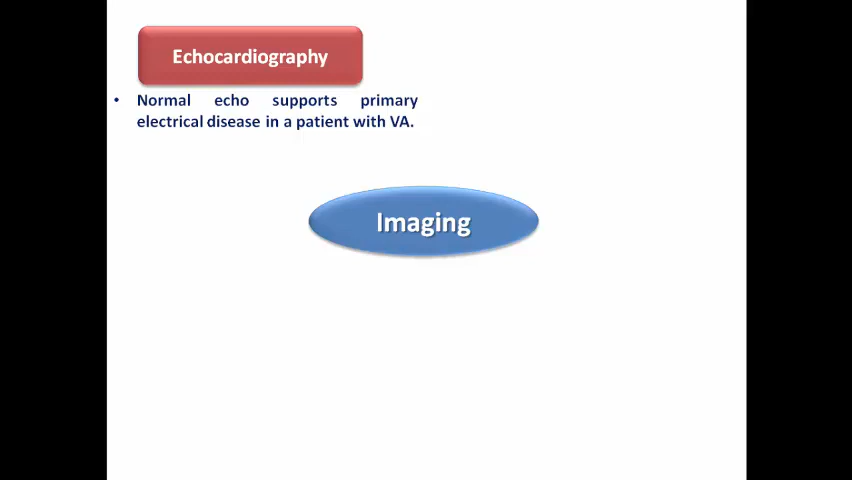 Echocardiography
• Normal echo supports primary
electrical disease in a patient with VA.
Imaging